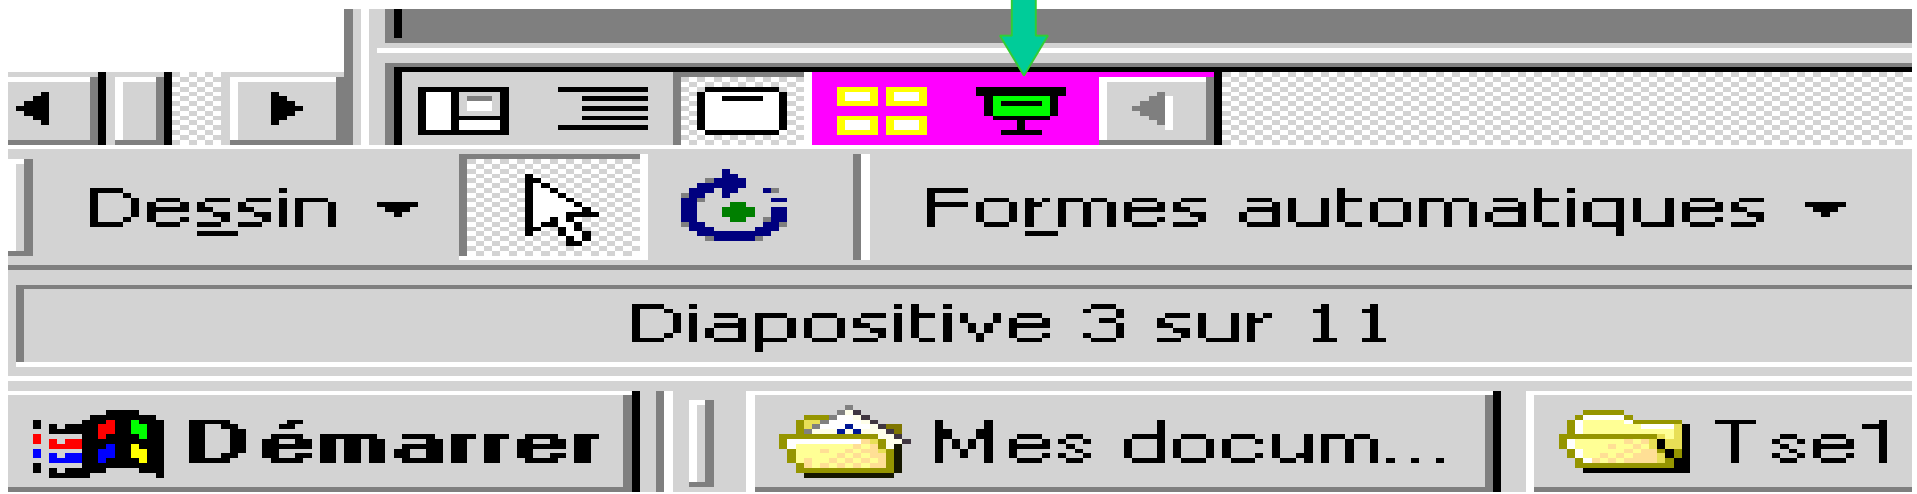 Dessin Formes automatiques
Diapositive 3 sur 11
Démarrer Mes docum... Tse1